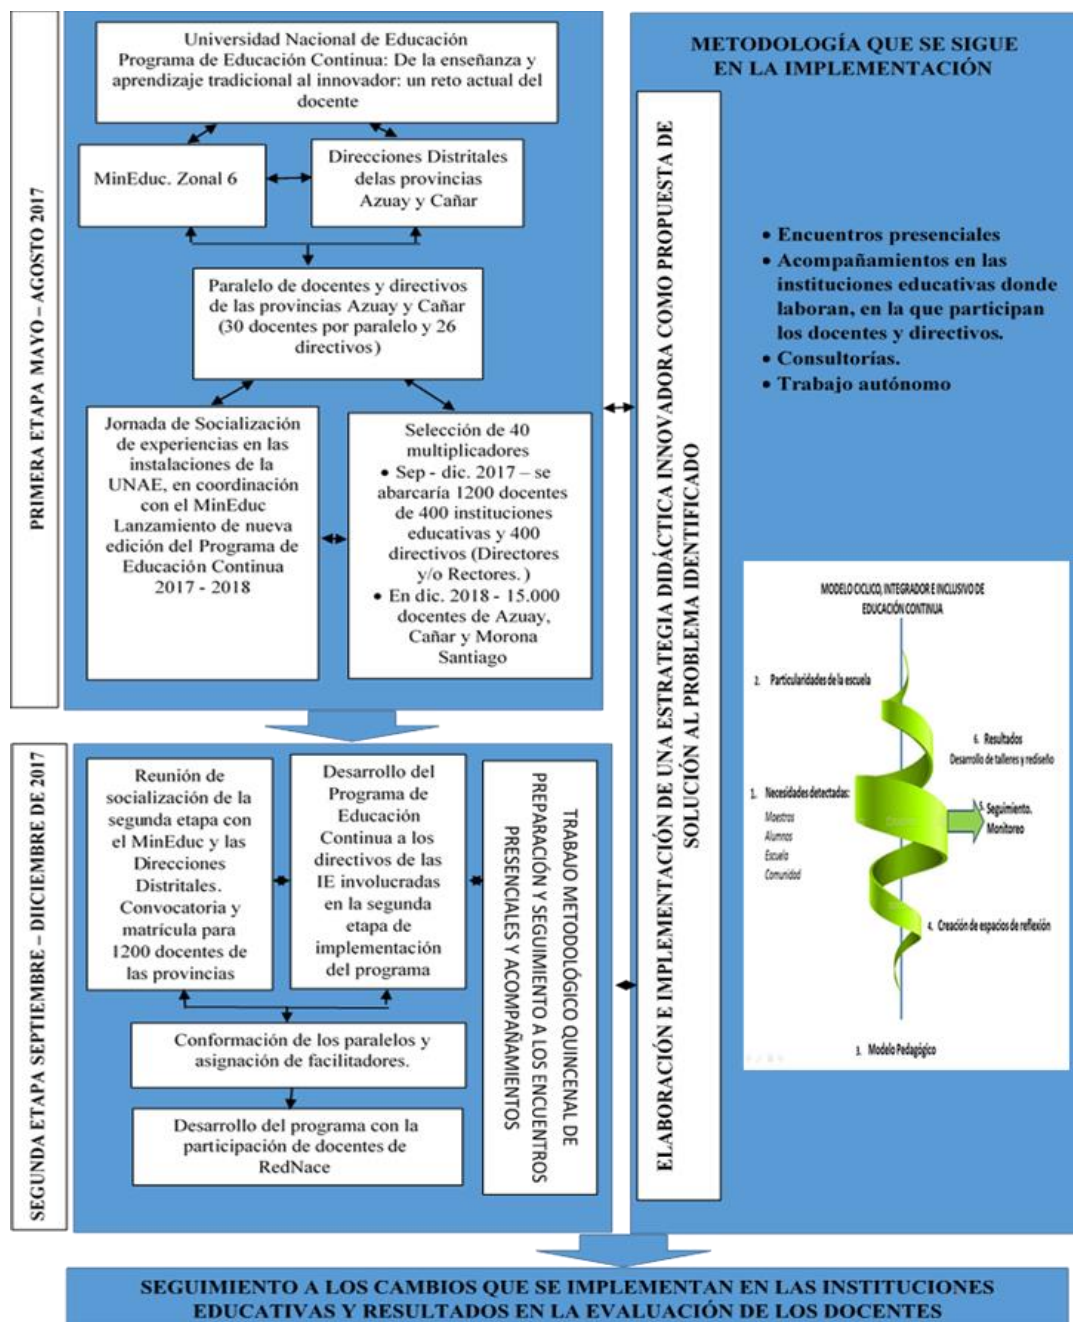 PRIMERA ETAPA MAYO – AGOSTO 2017
Universidad Nacional de Educación
Programa de Educación Continua: De la enseñanza y
aprendizaje tradicional al innovador: un reto actual del
docente
MinEduc. Zonal 6
Direcciones Distritales
delas provincias
Azuay y Cañar
Paralelo de docentes y directivos
de las provincias Azuay y Cañar
(30 docentes por paralelo y 26
directivos)
Jornada de Socialización
de experiencias en las
instalaciones de la
UNAE, en coordinación
con el MinEduc
Lanzamiento de nueva
edición del Programa de
Educación Continua
2017 - 2018
Selección de 40
multiplicadores
• Sep - dic. 2017 – se
abarcaría 1200 docentes
de 400 instituciones
educativas y 400
directivos (Directores
y/o Rectores. )
• En dic. 2018 - 15.000
docentes de Azuay,
Cañar y Morona
Santiago
SEGUNDA ETAPA SEPTIEMBRE – DIICIEMBRE DE 2017
Reunión de
socialización de la
segunda etapa con
el MinEduc y las
Direcciones
Distritales.
Convocatoria y
matrícula para
1200 docentes de
las provincias
Desarrollo del
Programa de
Educación
Continua a los
directivos de las
IE involucradas
en la segunda
etapa de
implementación
del programa
Conformación de los paralelos y
asignación de facilitadores.
Desarrollo del programa con la
participación de docentes de
RedNace
TRABAJO METODOLÓGICO QUINCENAL DE
PREPARACIÓN Y SEGUIMIENTO A LOS ENCUENTROS
PRESENCIALES Y ACOMPAÑAMIENTOS
ELABORACIÓN E IMPLEMENTACIÓN DE UNA ESTRATEGIA DIDÁCTICA INNOVADORA COMO PROPUESTA DE
SOLUCIÓN AL PROBLEMA IDENTIFICADO
METODOLOGÍA QUE SE SIGUE
EN LA IMPLEMENTACIÓN
• Encuentros presenciales
• Acompañamientos en las
instituciones educativas donde
laboran, en la que participan
los docentes y directivos.
• Consultorías.
• Trabajo autónomo
MODELO CICLICO, INTEGRADOR E INCLUSIVO DE
EDUCACIÓN CONTINUA
2. Particularidades de la escuela
6. Resultados
Desarrollo de talleres y rediseño
1. Necesidades detectadas:
Maestros
Alumnos
Escuela
Comunidad
5. Seguimiento.
Monitoreo
4. Creación de espacios de reflexión
3. Modelo Pedagógico
SEGUIMIENTO A LOS CAMBIOS QUE SE IMPLEMENTAN EN LAS INSTITUCIONES
EDUCATIVAS Y RESULTADOS EN LA EVALUACIÓN DE LOS DOCENTES